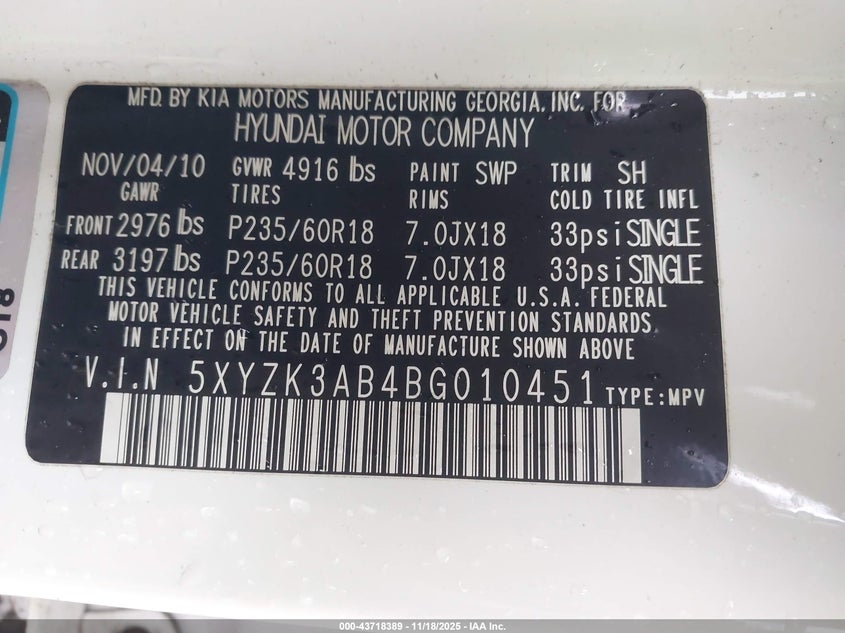 MFD. BY KIA MOTORS MANUFACTURING GEORGIA, INC. FOR
HYUNDAI MOTOR COMPANY
NOV/04/10 GVWR 4916 lbs PAINT SWP TRIM SH
GAWR TIRES RIMS COLD TIRE INFL
FRONT 2976 lbs P235/60R18 7.0JX18 33psi SINGLE
REAR 3197 lbs P235/60R18 7.0JX18 33psi SINGLE
THIS VEHICLE CONFORMS TO ALL APPLICABLE U.S.A. FEDERAL
MOTOR VEHICLE SAFETY AND THEFT PREVENTION STANDARDS
IN EFFECT ON THE DATE OF MANUFACTURE SHOWN ABOVE
V.I.N 5XYZK3AB4BG010451 TYPE:MPV
000-43718389 - 11/18/2025 - IAA Inc.